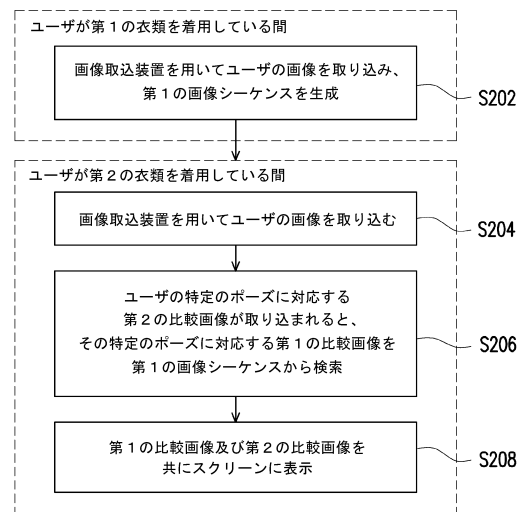 ユーザが第１の衣類を着用している間
画像取込装置を用いてユーザの画像を取り込み、
第１の画像シーケンスを生成
S202
ユーザが第２の衣類を着用している間
画像取込装置を用いてユーザの画像を取り込む
S204
ユーザの特定のポーズに対応する
第２の比較画像が取り込まれると、
その特定のポーズに対応する第１の比較画像を
第１の画像シーケンスから検索
S206
第１の比較画像及び第２の比較画像を
共にスクリーンに表示
S208